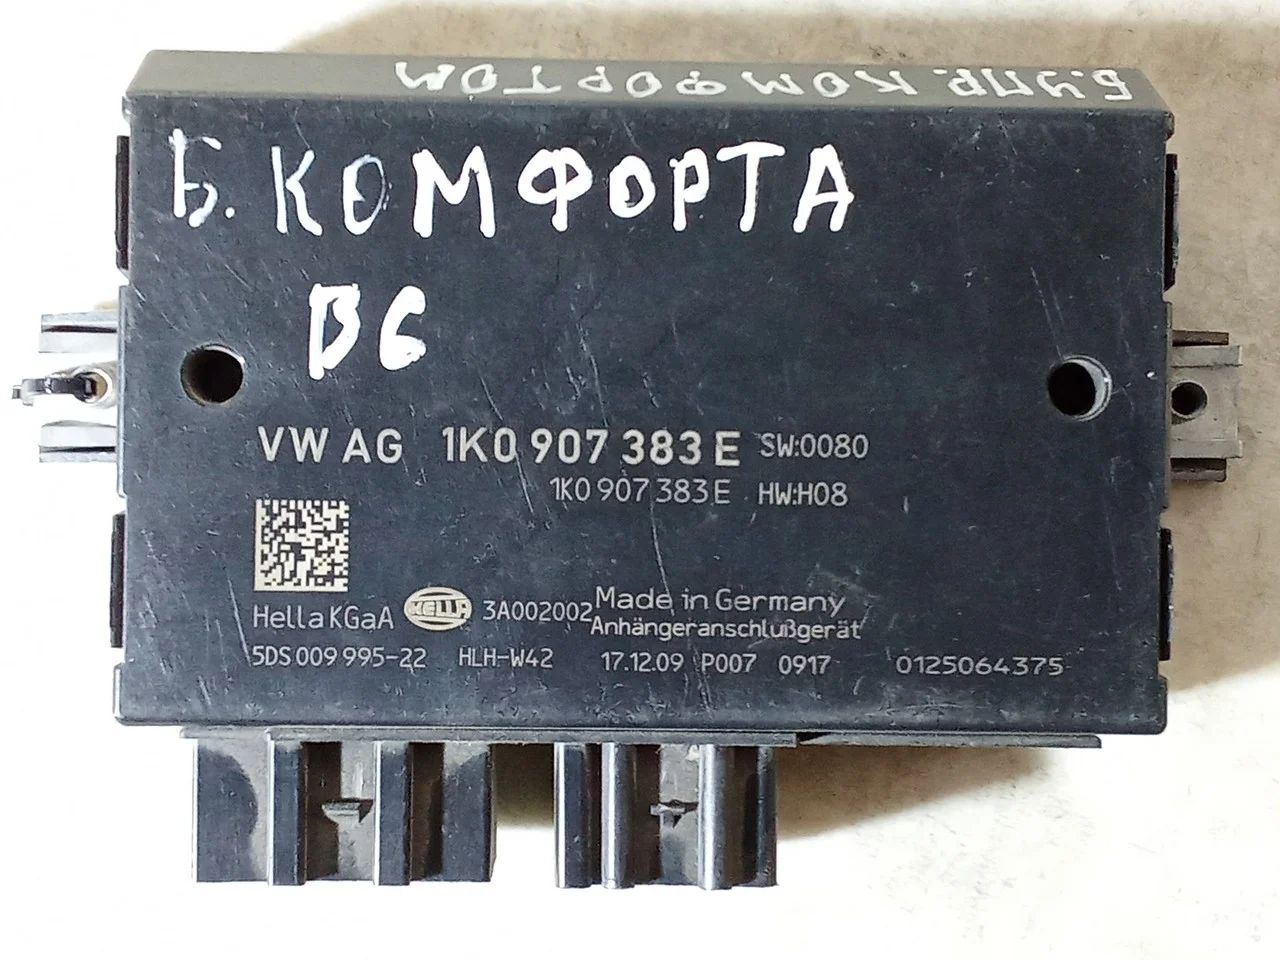 Б.УПР. КОМФОРТОМ
Б. КОМФОРТА
В6
VW AG 1K0 907 383 E SW:0080
1K0 907 383 E HW:H08
Hella KGaA HELLA 3A002002 Made in Germany
Anhängeranschlußgerät
5DS 009 995-22 HLH-W42 17.12.09 P007 0917 0125064375